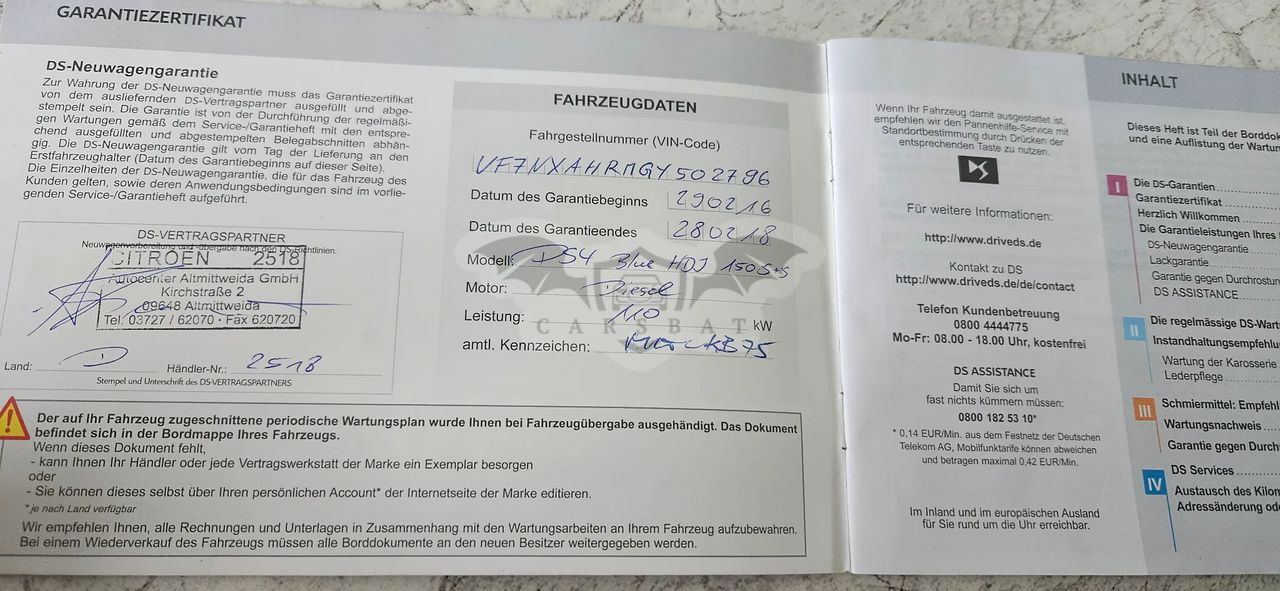 GARANTIEZERTIFIKAT
DS-Neuwagengarantie
Zur Wahrung der DS-Neuwagengarantie muss das Garantiezertifikat
von dem ausliefernden DS-Vertragspartner ausgefüllt und abge-
stempelt sein. Die Garantie ist von der Durchführung der regelmäßi-
gen Wartungen gemäß dem Service-/Garantieheft mit den entspre-
chend ausgefüllten und abgestempelten Belegabschnitten abhän-
gig. Die DS-Neuwagengarantie gilt vom Tag der Lieferung an den
Erstfahrzeughalter (Datum des Garantiebeginns auf dieser Seite).
Die Einzelheiten der DS-Neuwagengarantie, die für das Fahrzeug des
Kunden gelten, sowie deren Anwendungsbedingungen sind im vorlie-
genden Service-/Garantieheft aufgeführt.
DS-VERTRAGSPARTNER
Neuwagenvorbereitung und -übergabe nach den DS-Richtlinien.
CITROËN 2518
Autocenter Altmittweida GmbH
Kirchstraße 2
09648 Altmittweida
Tel. 03727 / 62070 · Fax 620720
Land: D Händler-Nr.: 2518
Stempel und Unterschrift des DS-VERTRAGSPARTNERS
FAHRZEUGDATEN
Fahrgestellnummer (VIN-Code)
VF7NXAHRMGY502796
Datum des Garantiebeginns 290216
Datum des Garantieendes 280218
Modell: DS4 Blue HDI 150 S+S
Motor: Diesel
Leistung: 110 kW
amtl. Kennzeichen: KB75
CARSBAT
Der auf Ihr Fahrzeug zugeschnittene periodische Wartungsplan wurde Ihnen bei Fahrzeugübergabe ausgehändigt. Das Dokument
befindet sich in der Bordmappe Ihres Fahrzeugs.
Wenn dieses Dokument fehlt,
- kann Ihnen Ihr Händler oder jede Vertragswerkstatt der Marke ein Exemplar besorgen
oder
- Sie können dieses selbst über Ihren persönlichen Account* der Internetseite der Marke editieren.
* je nach Land verfügbar
Wir empfehlen Ihnen, alle Rechnungen und Unterlagen in Zusammenhang mit den Wartungsarbeiten an Ihrem Fahrzeug aufzubewahren.
Bei einem Wiederverkauf des Fahrzeugs müssen alle Borddokumente an den neuen Besitzer weitergegeben werden.
Wenn Ihr Fahrzeug damit ausgestattet ist,
empfehlen wir den Pannenhilfe-Service mit
Standortbestimmung durch Drücken der
entsprechenden Taste zu nutzen.
Für weitere Informationen:
http://www.driveds.de
Kontakt zu DS
http://www.driveds.de/de/contact
Telefon Kundenbetreuung
0800 4444775
Mo-Fr: 08.00 - 18.00 Uhr, kostenfrei
DS ASSISTANCE
Damit Sie sich um
fast nichts kümmern müssen:
0800 182 53 10*
* 0,14 EUR/Min. aus dem Festnetz der Deutschen
Telekom AG, Mobilfunktarife können abweichen
und betragen maximal 0,42 EUR/Min.
Im Inland und im europäischen Ausland
für Sie rund um die Uhr erreichbar.
INHALT
Dieses Heft ist Teil der Borddok
und eine Auflistung der Wartun
I Die DS-Garantien
Garantiezertifikat
Herzlich Willkommen
Die Garantieleistungen Ihres
DS-Neuwagengarantie
Lackgarantie
Garantie gegen Durchrostun
DS ASSISTANCE
II Die regelmässige DS-Wart
Instandhaltungsempfehlu
Wartung der Karosserie
Lederpflege
III Schmiermittel: Empfehl
Wartungsnachweis
Garantie gegen Durch
IV DS Services
Austausch des Kilon
Adressänderung od